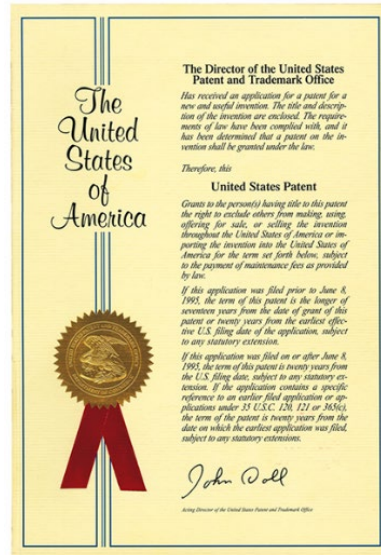 The
United
States
of
America
The Director of the United States
Patent and Trademark Office
Has received an application for a patent for a
new and useful invention. The title and descrip-
tion of the invention are enclosed. The require-
ments of law have been complied with, and it
has been determined that a patent on the in-
vention shall be granted under the law.
Therefore, this
United States Patent
Grants to the person(s) having title to this patent
the right to exclude others from making, using,
offering for sale, or selling the invention
throughout the United States of America or im-
porting the invention into the United States of
America for the term set forth below, subject
to the payment of maintenance fees as provided
by law.
If this application was filed prior to June 8,
1995, the term of this patent is the longer of
seventeen years from the date of grant of this
patent or twenty years from the earliest effec-
tive U.S. filing date of the application, subject
to any statutory extension.
If this application was filed on or after June 8,
1995, the term of this patent is twenty years from
the U.S. filing date, subject to any statutory ex-
tension. If the application contains a specific
reference to an earlier filed application or ap-
plications under 35 U.S.C. 120, 121 or 365(c),
the term of the patent is twenty years from the
date on which the earliest application was filed,
subject to any statutory extensions.
John Doll
Acting Director of the United States Patent and Trademark Office